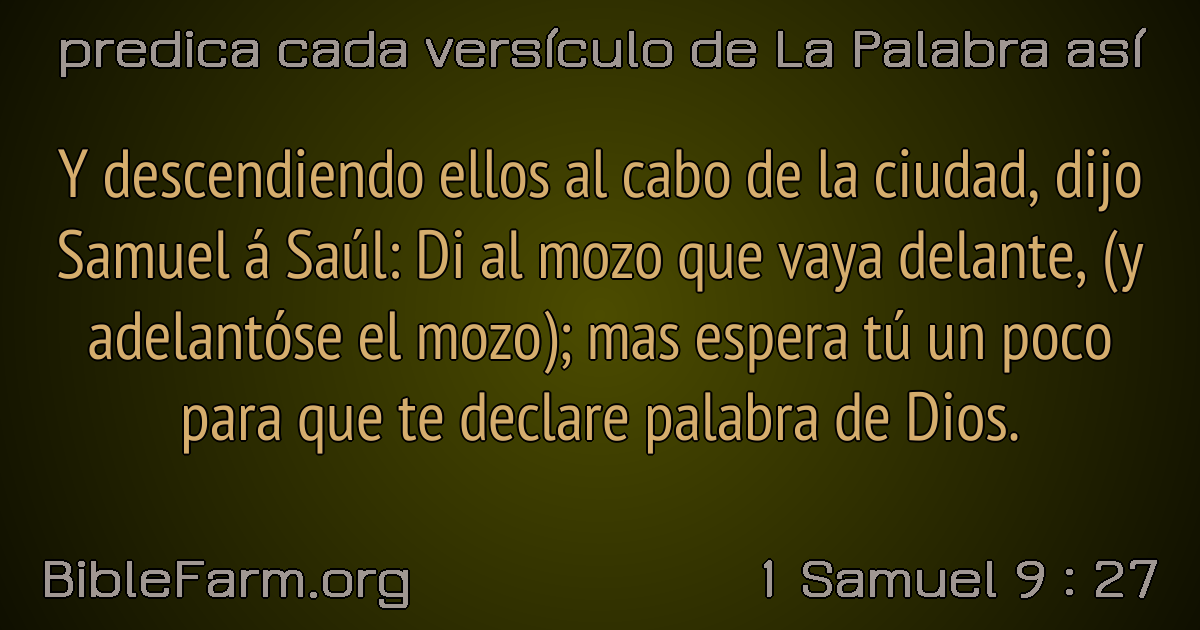 predica cada versículo de La Palabra así
Y descendiendo ellos al cabo de la ciudad, dijo
Samuel á Saúl: Di al mozo que vaya delante, (y
adelantóse el mozo); mas espera tú un poco
para que te declare palabra de Dios.
BibleFarm.org
1 Samuel 9 : 27